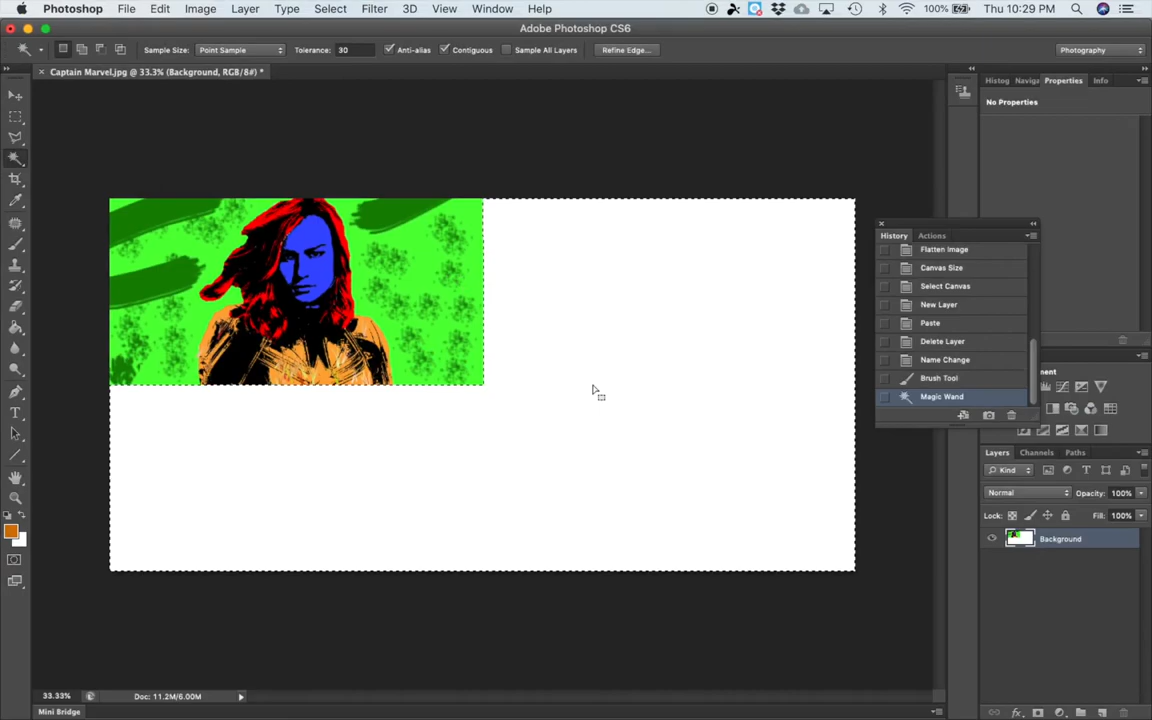 Photoshop File Edit Image Layer Type Select Filter 3D View Window Help 100% Thu 10:29 PM
Adobe Photoshop CS6
Sample Size: Point Sample Tolerance: 30 Anti-alias Contiguous Sample All Layers Refine Edge... Photography
× Captain Marvel.jpg @ 33.3% (Background, RGB/8#) *
Histog Naviga Properties Info
No Properties
History Actions
Flatten Image
Canvas Size
Select Canvas
New Layer
Paste
Delete Layer
Name Change
Brush Tool
Magic Wand
Layers Channels Paths
Kind
Normal Opacity: 100%
Lock: Fill: 100%
Background
33.33% Doc: 11.2M/6.00M
Mini Bridge